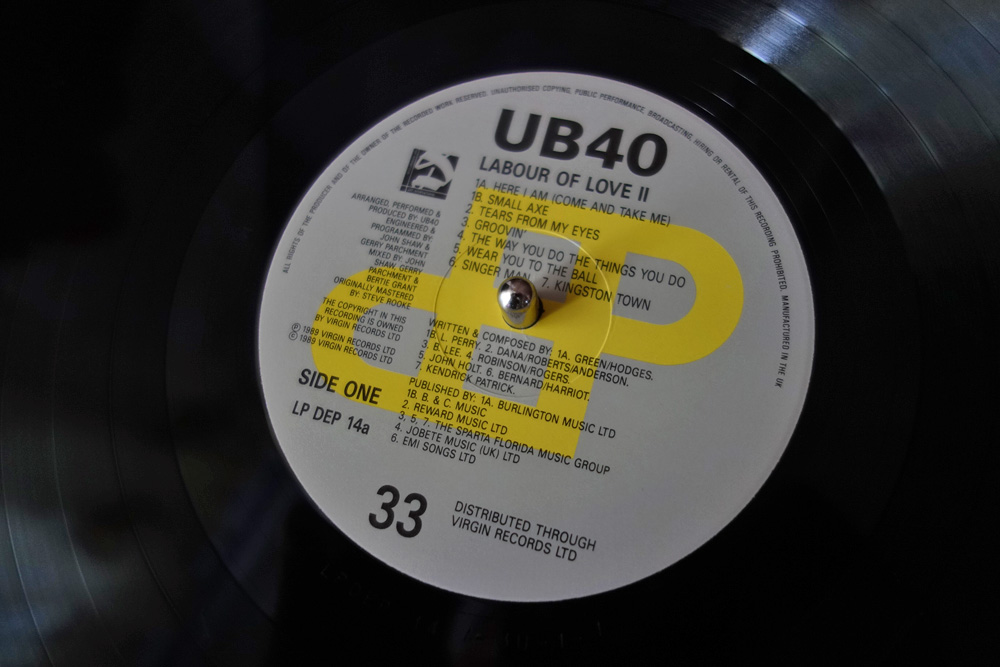 ALL RIGHTS OF THE PRODUCER AND OF THE OWNER OF THE RECORDED WORK RESERVED. UNAUTHORISED COPYING, PUBLIC PERFORMANCE, BROADCASTING, HIRING OR RENTAL OF THIS RECORDING PROHIBITED. MANUFACTURED IN THE UK
UB40
LABOUR OF LOVE II
1A. HERE I AM (COME AND TAKE ME)
1B. SMALL AXE
2. TEARS FROM MY EYES
3. GROOVIN'
4. THE WAY YOU DO THE THINGS YOU DO
5. WEAR YOU TO THE BALL
6. SINGER MAN 7. KINGSTON TOWN
ARRANGED, PERFORMED &
PRODUCED BY: UB40
ENGINEERED &
PROGRAMMED BY:
JOHN SHAW &
GERRY PARCHMENT
MIXED BY: JOHN
SHAW, GERRY
PARCHMENT &
BERTIE GRANT
ORIGINALLY MASTERED
BY: STEVE ROOKE
THE COPYRIGHT IN THIS
RECORDING IS OWNED
BY VIRGIN RECORDS LTD
℗ 1989 VIRGIN RECORDS LTD
© 1989 VIRGIN RECORDS LTD
WRITTEN & COMPOSED BY: 1A. GREEN/HODGES.
1B. L. PERRY. 2. DANA/ROBERTS/ANDERSON.
3. B. LEE. 4. ROBINSON/ROGERS.
5. JOHN HOLT. 6. BERNARD/HARRIOT.
7. KENDRICK PATRICK.
PUBLISHED BY: 1A. BURLINGTON MUSIC LTD
1B. B. & C. MUSIC
2. REWARD MUSIC LTD
3, 5, 7. THE SPARTA FLORIDA MUSIC GROUP
4. JOBETE MUSIC (UK) LTD
6. EMI SONGS LTD
SIDE ONE
LP DEP 14a
33
DISTRIBUTED THROUGH
VIRGIN RECORDS LTD